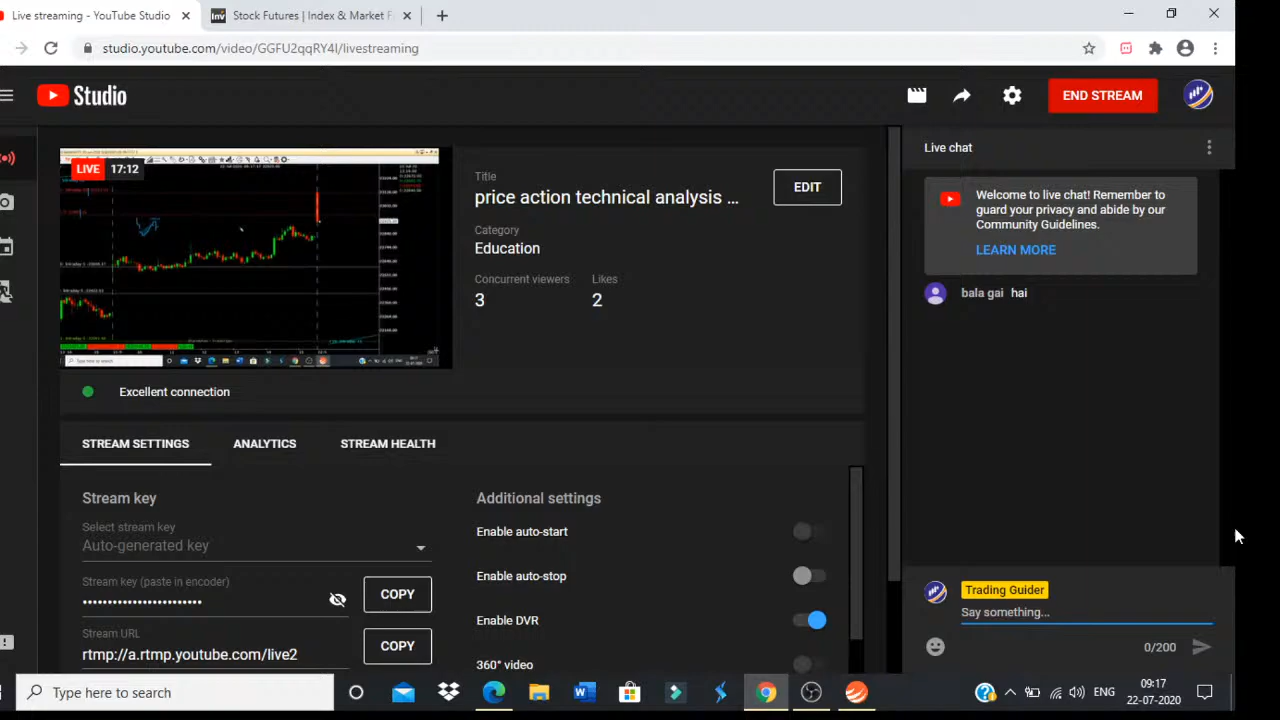 Live streaming - YouTube Studio
Stock Futures | Index & Market F
studio.youtube.com/video/GGFU2qqRY4I/livestreaming
Studio
END STREAM
LIVE 17:12
Title
price action technical analysis ...
EDIT
Category
Education
Concurrent viewers
Likes
3
2
Excellent connection
STREAM SETTINGS
ANALYTICS
STREAM HEALTH
Stream key
Select stream key
Auto-generated key
Stream key (paste in encoder)
COPY
Stream URL
rtmp://a.rtmp.youtube.com/live2
COPY
Additional settings
Enable auto-start
Enable auto-stop
Enable DVR
360° video
Live chat
Welcome to live chat! Remember to
guard your privacy and abide by our
Community Guidelines.
LEARN MORE
bala gai hai
Trading Guider
Say something...
0/200
Type here to search
ENG
09:17
22-07-2020